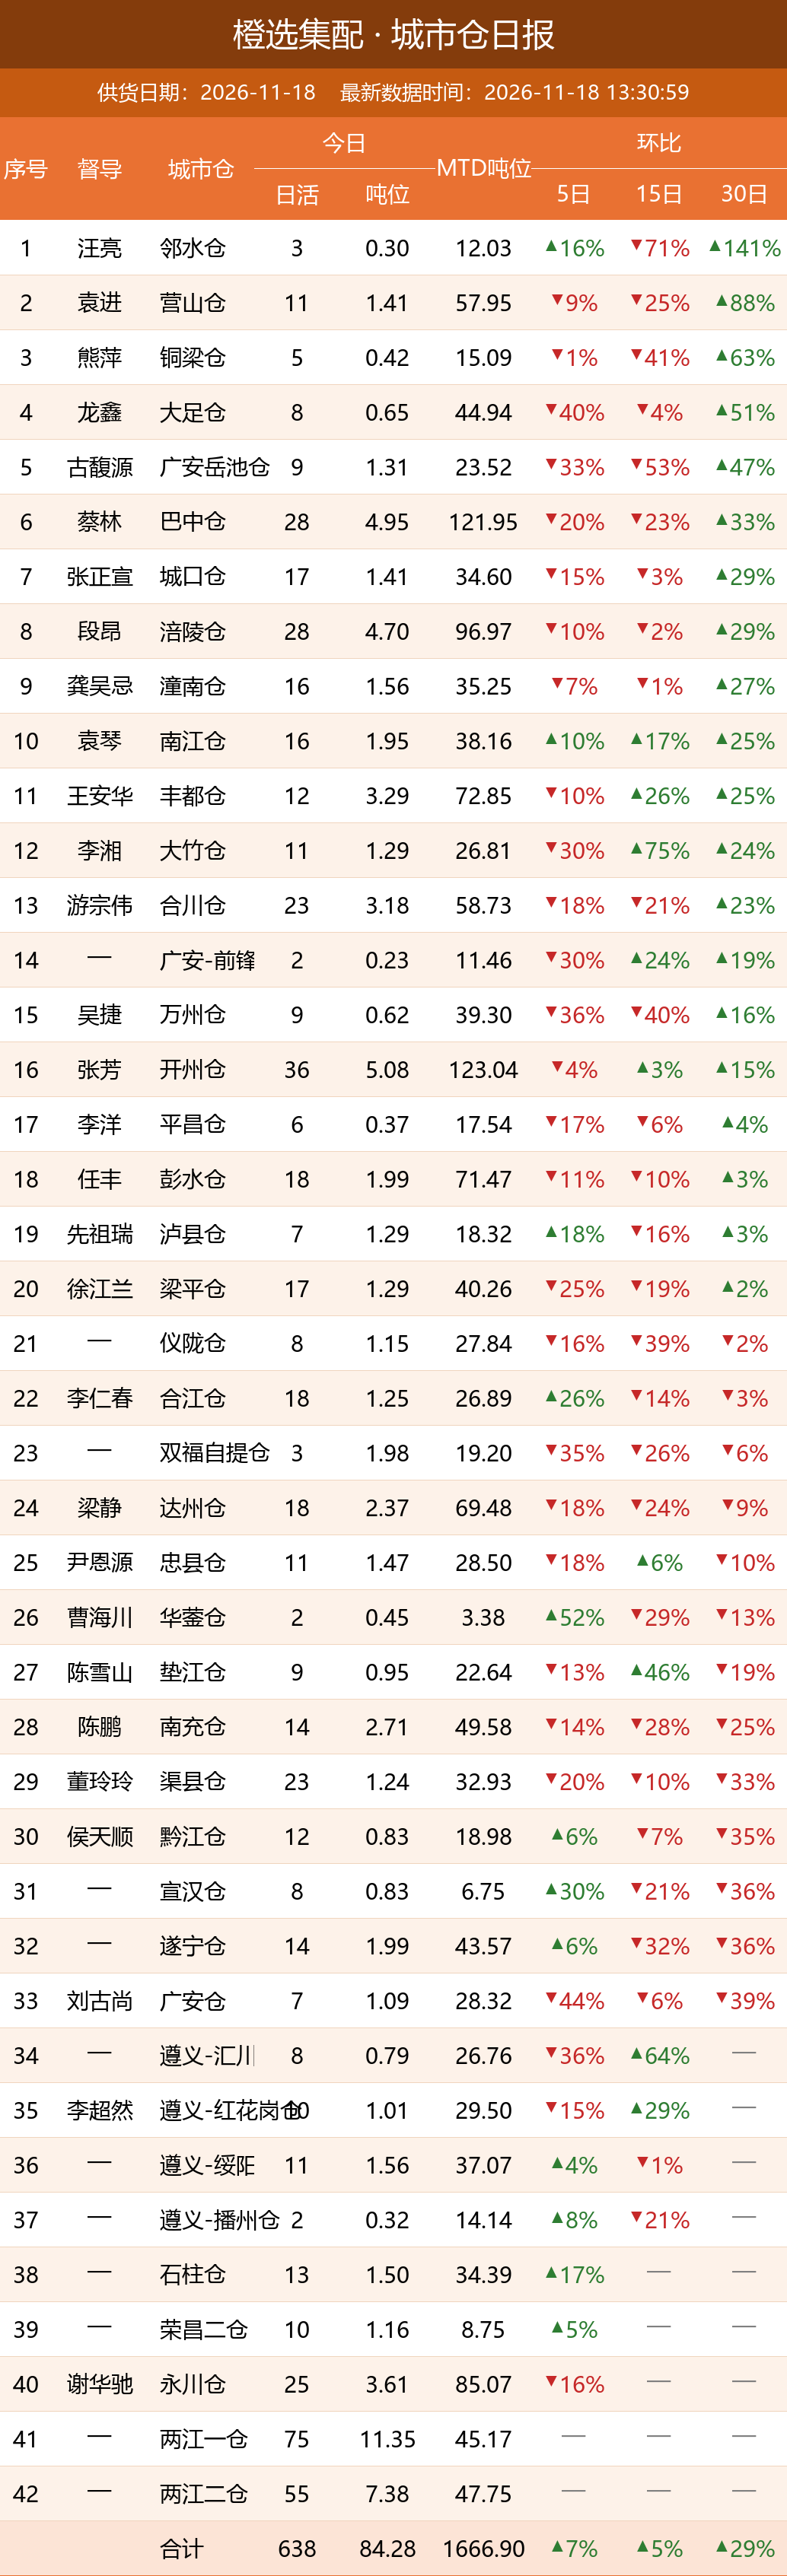 橙选集配 · 城市仓日报
供货日期：2026-11-18 最新数据时间：2026-11-18 13:30:59
序号 督导 城市仓 今日 MTD吨位 环比
日活 吨位 5日 15日 30日
1 汪亮 邻水仓 3 0.30 12.03 ▲16% ▼71% ▲141%
2 袁进 营山仓 11 1.41 57.95 ▼9% ▼25% ▲88%
3 熊萍 铜梁仓 5 0.42 15.09 ▼1% ▼41% ▲63%
4 龙鑫 大足仓 8 0.65 44.94 ▼40% ▼4% ▲51%
5 古馥源 广安岳池仓 9 1.31 23.52 ▼33% ▼53% ▲47%
6 蔡林 巴中仓 28 4.95 121.95 ▼20% ▼23% ▲33%
7 张正宣 城口仓 17 1.41 34.60 ▼15% ▼3% ▲29%
8 段昂 涪陵仓 28 4.70 96.97 ▼10% ▼2% ▲29%
9 龚吴忌 潼南仓 16 1.56 35.25 ▼7% ▼1% ▲27%
10 袁琴 南江仓 16 1.95 38.16 ▲10% ▲17% ▲25%
11 王安华 丰都仓 12 3.29 72.85 ▼10% ▲26% ▲25%
12 李湘 大竹仓 11 1.29 26.81 ▼30% ▲75% ▲24%
13 游宗伟 合川仓 23 3.18 58.73 ▼18% ▼21% ▲23%
14 — 广安-前锋 2 0.23 11.46 ▼30% ▲24% ▲19%
15 吴捷 万州仓 9 0.62 39.30 ▼36% ▼40% ▲16%
16 张芳 开州仓 36 5.08 123.04 ▼4% ▲3% ▲15%
17 李洋 平昌仓 6 0.37 17.54 ▼17% ▼6% ▲4%
18 任丰 彭水仓 18 1.99 71.47 ▼11% ▼10% ▲3%
19 先祖瑞 泸县仓 7 1.29 18.32 ▲18% ▼16% ▲3%
20 徐江兰 梁平仓 17 1.29 40.26 ▼25% ▼19% ▲2%
21 — 仪陇仓 8 1.15 27.84 ▼16% ▼39% ▼2%
22 李仁春 合江仓 18 1.25 26.89 ▲26% ▼14% ▼3%
23 — 双福自提仓 3 1.98 19.20 ▼35% ▼26% ▼6%
24 梁静 达州仓 18 2.37 69.48 ▼18% ▼24% ▼9%
25 尹恩源 忠县仓 11 1.47 28.50 ▼18% ▲6% ▼10%
26 曹海川 华蓥仓 2 0.45 3.38 ▲52% ▼29% ▼13%
27 陈雪山 垫江仓 9 0.95 22.64 ▼13% ▲46% ▼19%
28 陈鹏 南充仓 14 2.71 49.58 ▼14% ▼28% ▼25%
29 董玲玲 渠县仓 23 1.24 32.93 ▼20% ▼10% ▼33%
30 侯天顺 黔江仓 12 0.83 18.98 ▲6% ▼7% ▼35%
31 — 宣汉仓 8 0.83 6.75 ▲30% ▼21% ▼36%
32 — 遂宁仓 14 1.99 43.57 ▲6% ▼32% ▼36%
33 刘古尚 广安仓 7 1.09 28.32 ▼44% ▼6% ▼39%
34 — 遵义-汇川 8 0.79 26.76 ▼36% ▲64% —
35 李超然 遵义-红花岗仓 10 1.01 29.50 ▼15% ▲29% —
36 — 遵义-绥阳 11 1.56 37.07 ▲4% ▼1% —
37 — 遵义-播州仓 2 0.32 14.14 ▲8% ▼21% —
38 — 石柱仓 13 1.50 34.39 ▲17% — —
39 — 荣昌二仓 10 1.16 8.75 ▲5% — —
40 谢华驰 永川仓 25 3.61 85.07 ▼16% — —
41 — 两江一仓 75 11.35 45.17 — — —
42 — 两江二仓 55 7.38 47.75 — — —
合计 638 84.28 1666.90 ▲7% ▲5% ▲29%